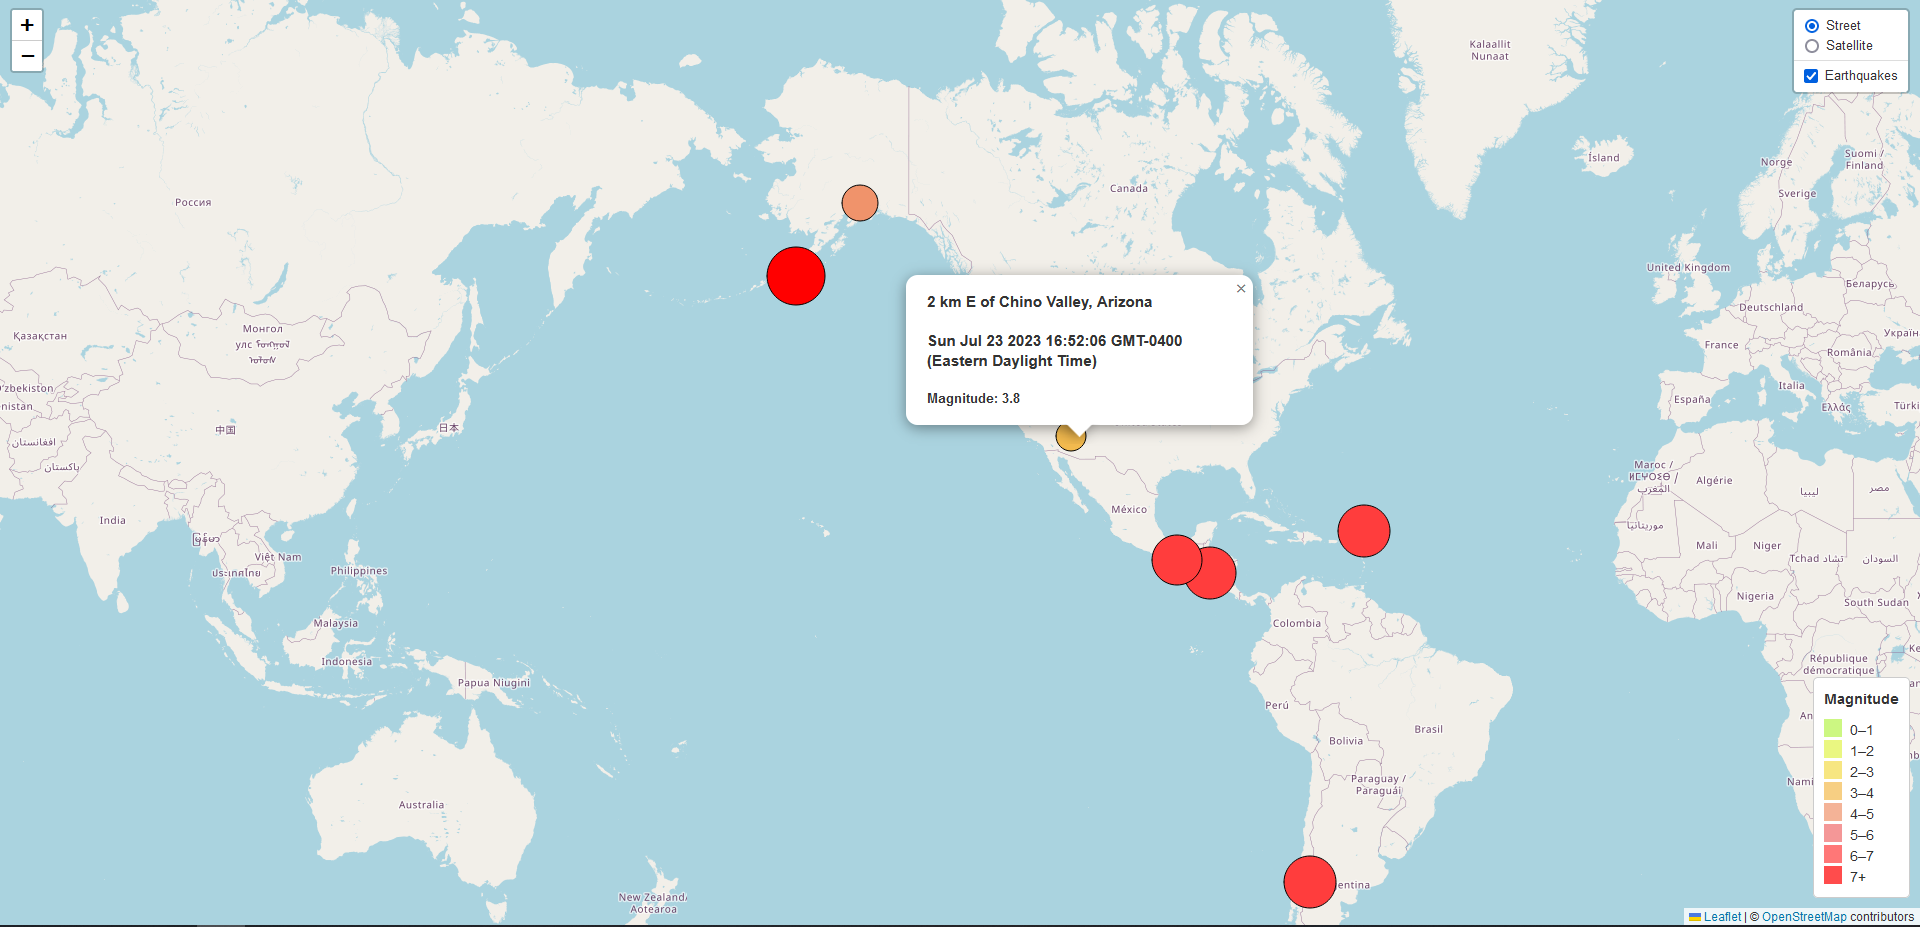 +
−
Street
Satellite
Earthquakes
Kalaallit
Nunaat
Ísland
Norge
Suomi /
Finland
Sverige
Россия
Canada
United Kingdom
Беларусь
Deutschland
Україн
France
România
Italia
España
Ελλάς
Türki
Қазақстан
Монгол
улс
zbekiston
nistan
افغانستان
پاکستان
中国
日本
×
2 km E of Chino Valley, Arizona
Sun Jul 23 2023 16:52:06 GMT-0400
(Eastern Daylight Time)
Magnitude: 3.8
México
Maroc /
ⵍⵎⵖⵔⵉⴱ /
المغرب
Algérie
ليبيا
مصر
موريتانيا
Mali
Niger
Tchad تشاد
السودان
Nigeria
South Sudan
India
Việt Nam
ประเทศไทย
Philippines
Malaysia
Indonesia
Papua Niugini
Colombia
Perú
Brasil
Bolivia
Paraguay /
Paraguái
entina
République
démocratique
Ke
An
Nami
Australia
New Zealand/
Aotearoa
Magnitude
0–1
1–2
2–3
3–4
4–5
5–6
6–7
7+
Leaflet | © OpenStreetMap contributors